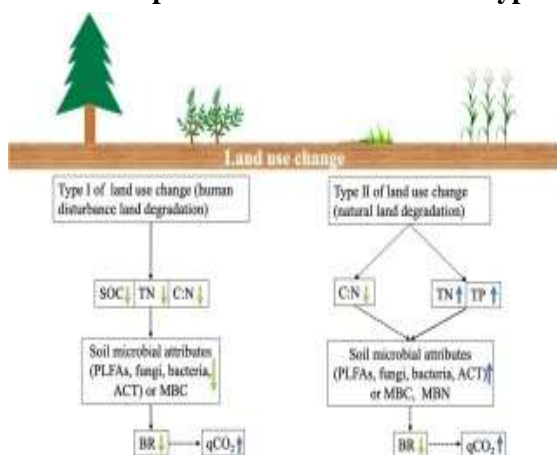 Land use change
Type I of land use change (human
disturbance land degradation)
Type II of land use change
(natural land degradation)
SOC↓ TN↓ C:N↓
C:N↓
TN↑ TP↑
Soil microbial attributes
(PLFAs, fungi, bacteria,
ACT) or MBC
Soil microbial attributes
(PLFAs, fungi, bacteria, ACT)
or MBC, MBN
BR↓ qCO₂↑
BR↓ qCO₂↑